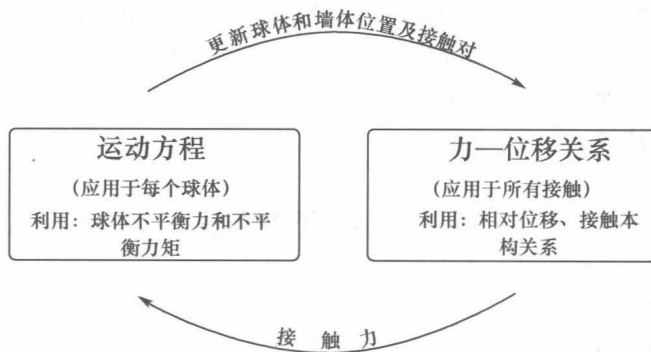 更新球体和墙体位置及接触对
运动方程
(应用于每个球体)
利用：球体不平衡力和不平
衡力矩
力—位移关系
(应用于所有接触)
利用：相对位移、接触本
构关系
接触力